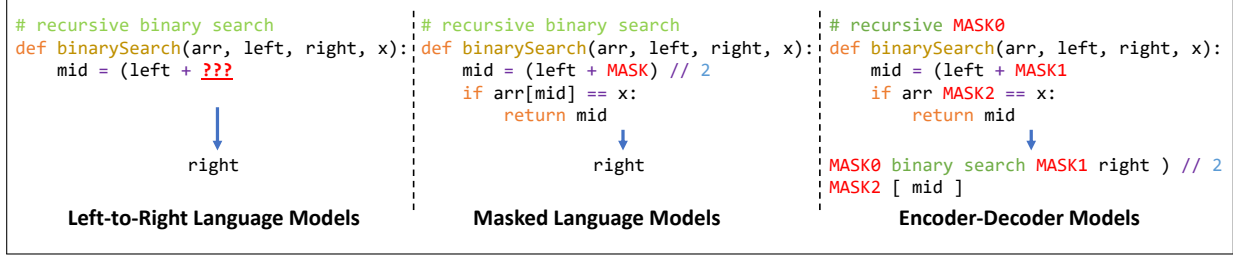 # recursive binary search
def binarySearch(arr, left, right, x):
    mid = (left + ???
right
Left-to-Right Language Models
# recursive binary search
def binarySearch(arr, left, right, x):
    mid = (left + MASK) // 2
    if arr[mid] == x:
        return mid
right
Masked Language Models
# recursive MASK0
def binarySearch(arr, left, right, x):
    mid = (left + MASK1
    if arr MASK2 == x:
        return mid
MASK0 binary search MASK1 right ) // 2
MASK2 [ mid ]
Encoder-Decoder Models